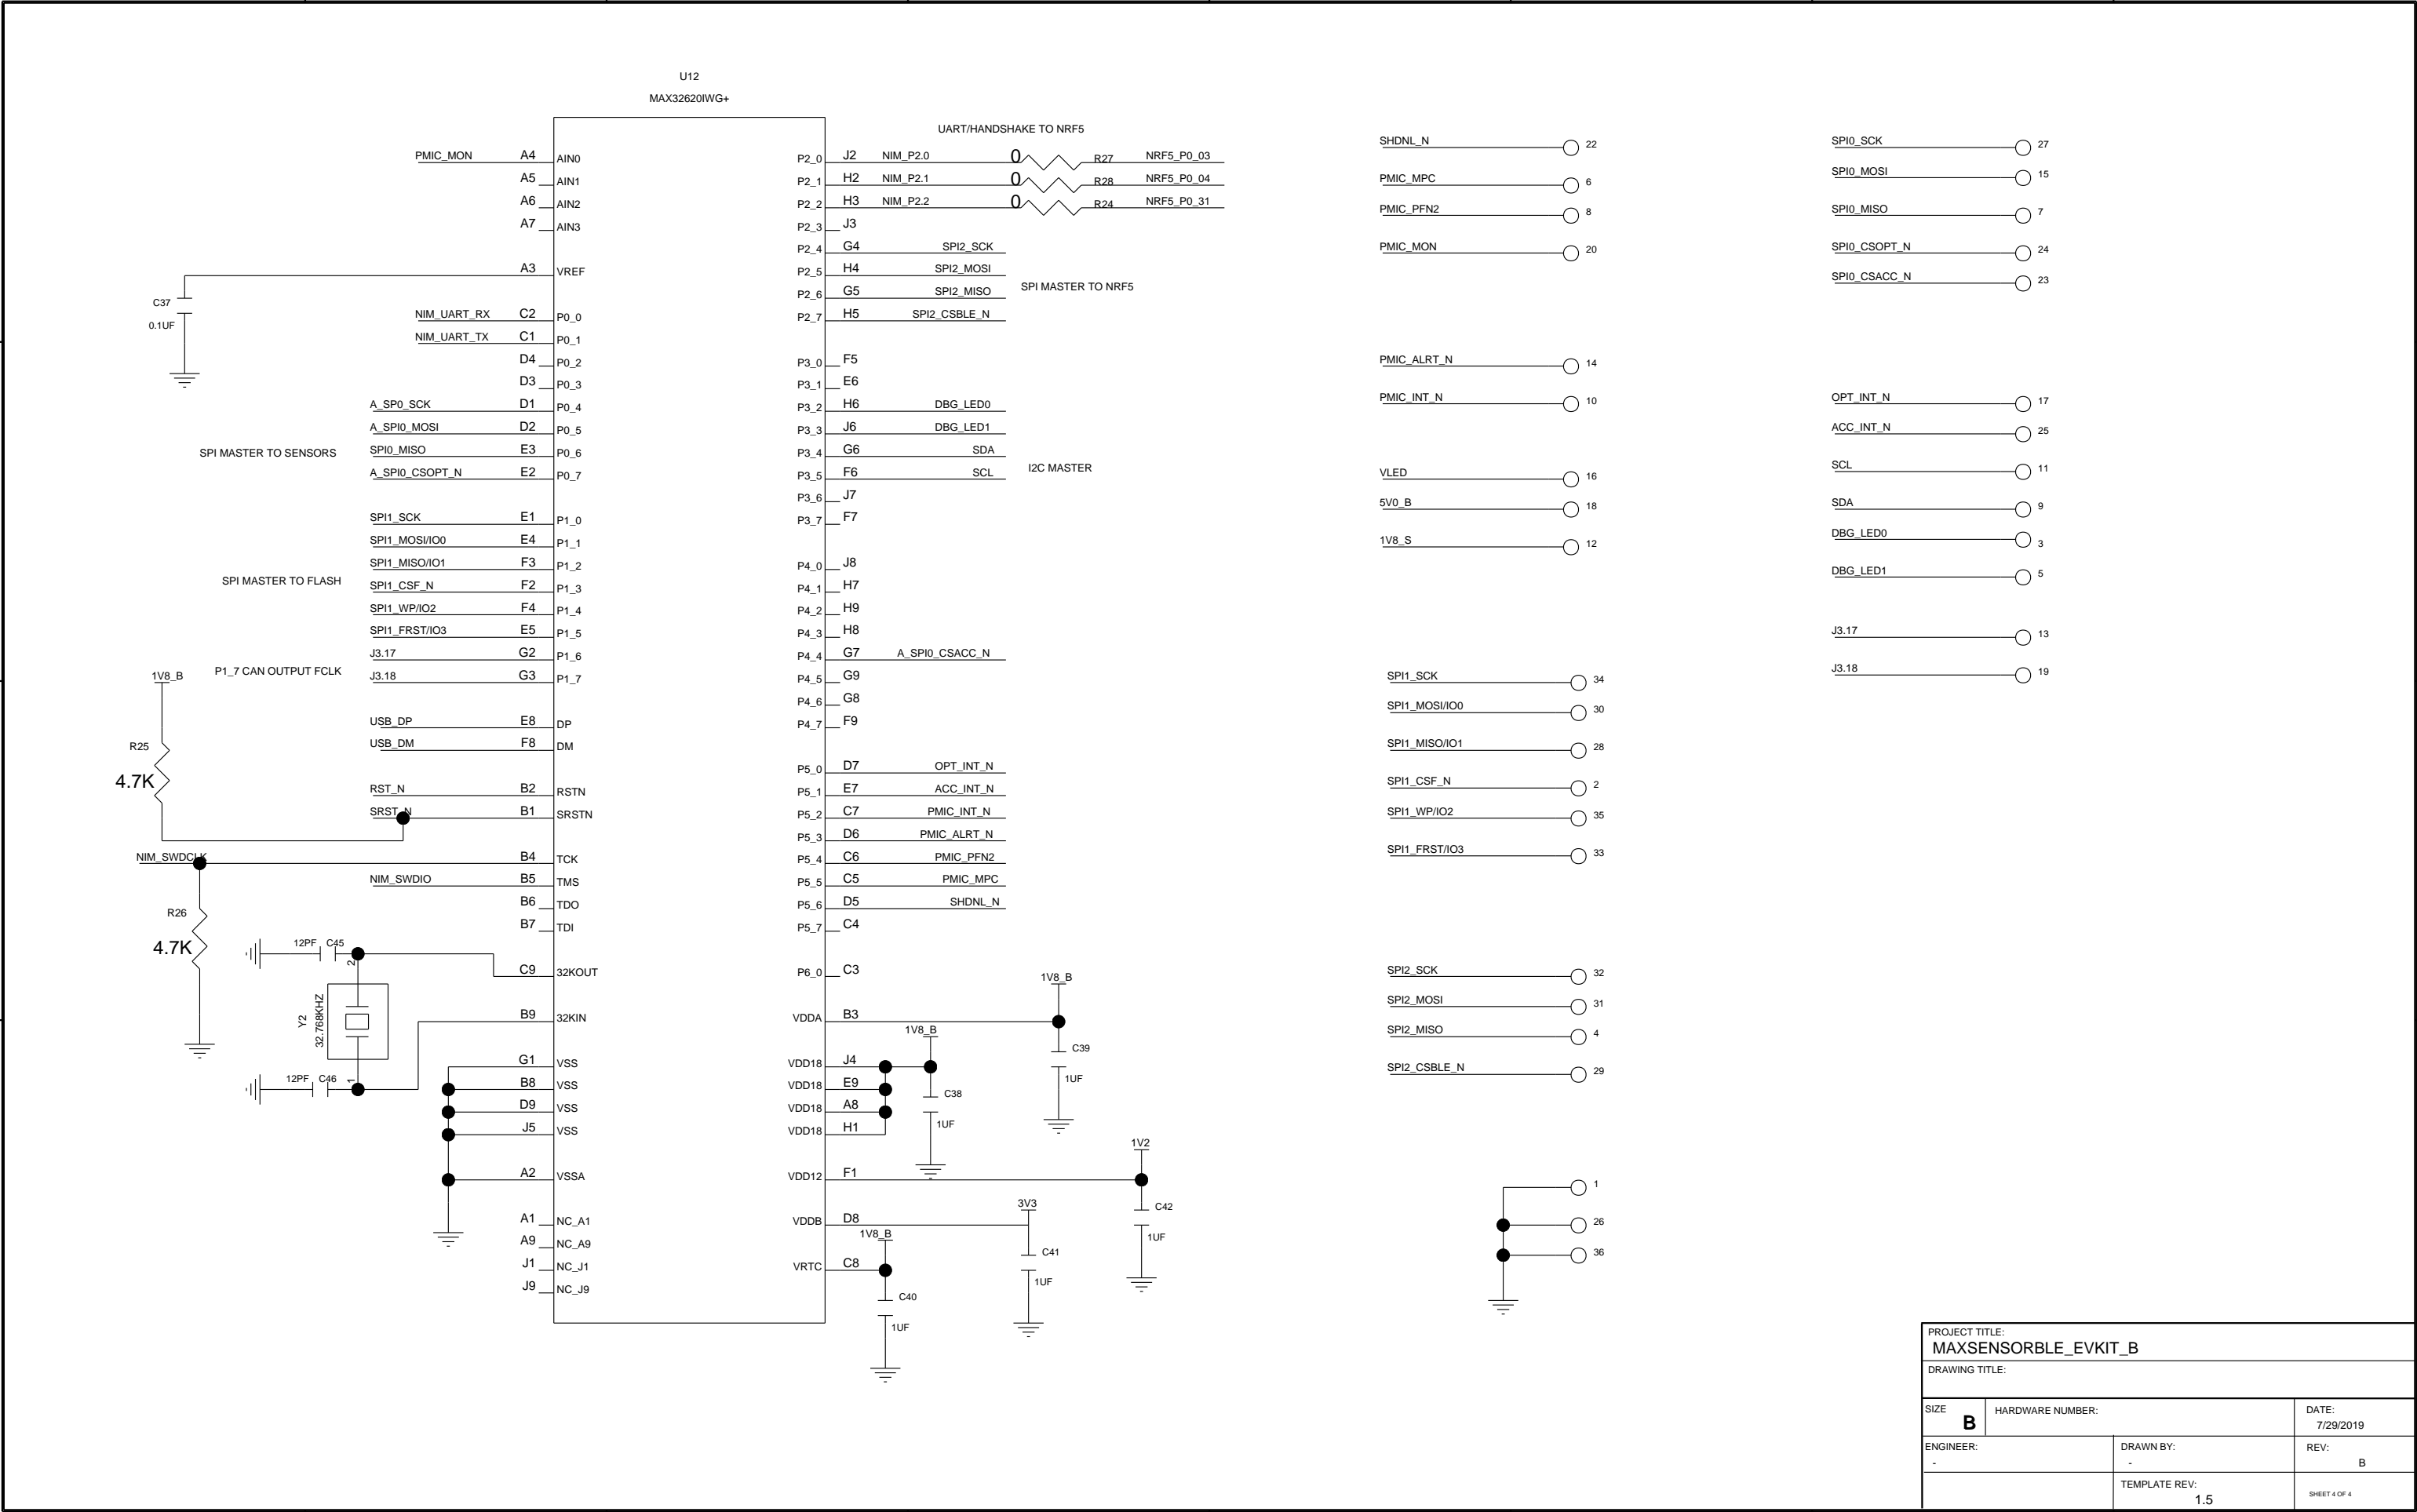 U12
MAX32620IWG+
PMIC_MON A4 AIN0
A5 AIN1
A6 AIN2
A7 AIN3
A3 VREF
C37
0.1UF
NIM_UART_RX C2 P0_0
NIM_UART_TX C1 P0_1
D4 P0_2
D3 P0_3
A_SP0_SCK D1 P0_4
A_SPI0_MOSI D2 P0_5
SPI MASTER TO SENSORS
SPI0_MISO E3 P0_6
A_SPI0_CSOPT_N E2 P0_7
SPI1_SCK E1 P1_0
SPI1_MOSI/IO0 E4 P1_1
SPI1_MISO/IO1 F3 P1_2
SPI MASTER TO FLASH
SPI1_CSF_N F2 P1_3
SPI1_WP/IO2 F4 P1_4
SPI1_FRST/IO3 E5 P1_5
J3.17 G2 P1_6
P1_7 CAN OUTPUT FCLK
J3.18 G3 P1_7
1V8_B
USB_DP E8 DP
USB_DM F8 DM
R25
4.7K
RST_N B2 RSTN
SRST_N B1 SRSTN
NIM_SWDCLK B4 TCK
NIM_SWDIO B5 TMS
B6 TDO
B7 TDI
R26
4.7K
12PF C45
2
C9 32KOUT
Y2
32.768KHZ
B9 32KIN
12PF C46
1
G1 VSS
B8 VSS
D9 VSS
J5 VSS
A2 VSSA
A1 NC_A1
A9 NC_A9
J1 NC_J1
J9 NC_J9
UART/HANDSHAKE TO NRF5
P2_0 J2 NIM_P2.0 0 R27 NRF5_P0_03
P2_1 H2 NIM_P2.1 0 R28 NRF5_P0_04
P2_2 H3 NIM_P2.2 0 R24 NRF5_P0_31
P2_3 J3
P2_4 G4 SPI2_SCK
P2_5 H4 SPI2_MOSI
SPI MASTER TO NRF5
P2_6 G5 SPI2_MISO
P2_7 H5 SPI2_CSBLE_N
P3_0 F5
P3_1 E6
P3_2 H6 DBG_LED0
P3_3 J6 DBG_LED1
P3_4 G6 SDA
I2C MASTER
P3_5 F6 SCL
P3_6 J7
P3_7 F7
P4_0 J8
P4_1 H7
P4_2 H9
P4_3 H8
P4_4 G7 A_SPI0_CSACC_N
P4_5 G9
P4_6 G8
P4_7 F9
P5_0 D7 OPT_INT_N
P5_1 E7 ACC_INT_N
P5_2 C7 PMIC_INT_N
P5_3 D6 PMIC_ALRT_N
P5_4 C6 PMIC_PFN2
P5_5 C5 PMIC_MPC
P5_6 D5 SHDNL_N
P5_7 C4
P6_0 C3
1V8_B
VDDA B3
C39
1UF
1V8_B
VDD18 J4
VDD18 E9
VDD18 A8
VDD18 H1
C38
1UF
1V2
VDD12 F1
C42
1UF
3V3
VDDB D8
C41
1UF
1V8_B
VRTC C8
C40
1UF
SHDNL_N 22
PMIC_MPC 6
PMIC_PFN2 8
PMIC_MON 20
PMIC_ALRT_N 14
PMIC_INT_N 10
VLED 16
5V0_B 18
1V8_S 12
SPI1_SCK 34
SPI1_MOSI/IO0 30
SPI1_MISO/IO1 28
SPI1_CSF_N 2
SPI1_WP/IO2 35
SPI1_FRST/IO3 33
SPI2_SCK 32
SPI2_MOSI 31
SPI2_MISO 4
SPI2_CSBLE_N 29
1
26
36
SPI0_SCK 27
SPI0_MOSI 15
SPI0_MISO 7
SPI0_CSOPT_N 24
SPI0_CSACC_N 23
OPT_INT_N 17
ACC_INT_N 25
SCL 11
SDA 9
DBG_LED0 3
DBG_LED1 5
J3.17 13
J3.18 19
PROJECT TITLE:
MAXSENSORBLE_EVKIT_B
DRAWING TITLE:
SIZE B HARDWARE NUMBER: DATE:
7/29/2019
ENGINEER: DRAWN BY: REV:
- - B
TEMPLATE REV:
1.5
SHEET 4 OF 4